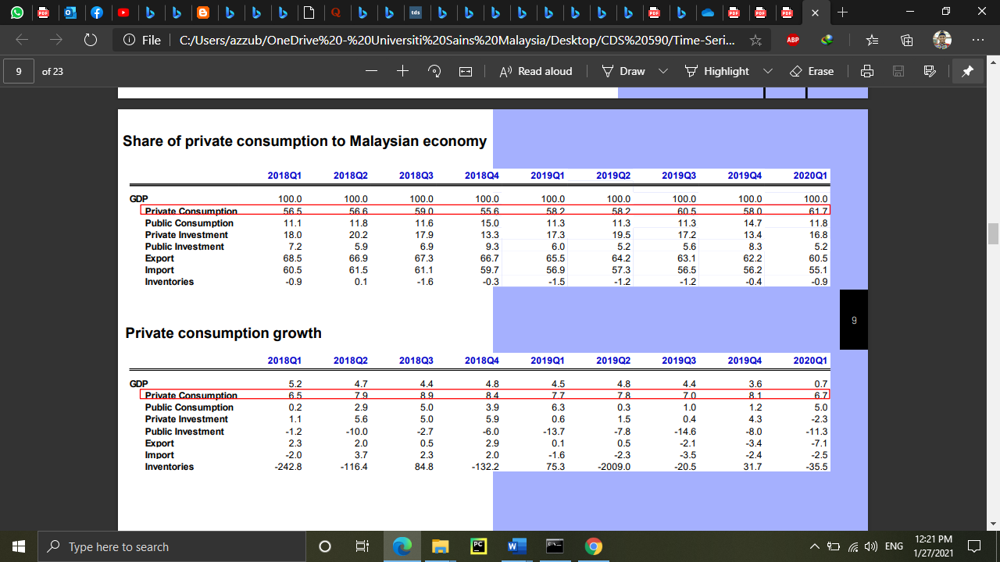 tds
File C:/Users/azzub/OneDrive%20-%20Universiti%20Sains%20Malaysia/Desktop/CDS%20590/Time-Seri...
ABP
9 of 23 Read aloud Draw Highlight Erase
Share of private consumption to Malaysian economy
2018Q1 2018Q2 2018Q3 2018Q4 2019Q1 2019Q2 2019Q3 2019Q4 2020Q1
GDP 100.0 100.0 100.0 100.0 100.0 100.0 100.0 100.0 100.0
Private Consumption 56.5 56.6 59.0 55.6 58.2 58.2 60.5 58.0 61.7
Public Consumption 11.1 11.8 11.6 15.0 11.3 11.3 11.3 14.7 11.8
Private Investment 18.0 20.2 17.9 13.3 17.3 19.5 17.2 13.4 16.8
Public Investment 7.2 5.9 6.9 9.3 6.0 5.2 5.6 8.3 5.2
Export 68.5 66.9 67.3 66.7 65.5 64.2 63.1 62.2 60.5
Import 60.5 61.5 61.1 59.7 56.9 57.3 56.5 56.2 55.1
Inventories -0.9 0.1 -1.6 -0.3 -1.5 -1.2 -1.2 -0.4 -0.9
9
Private consumption growth
2018Q1 2018Q2 2018Q3 2018Q4 2019Q1 2019Q2 2019Q3 2019Q4 2020Q1
GDP 5.2 4.7 4.4 4.8 4.5 4.8 4.4 3.6 0.7
Private Consumption 6.5 7.9 8.9 8.4 7.7 7.8 7.0 8.1 6.7
Public Consumption 0.2 2.9 5.0 3.9 6.3 0.3 1.0 1.2 5.0
Private Investment 1.1 5.6 5.0 5.9 0.6 1.5 0.4 4.3 -2.3
Public Investment -1.2 -10.0 -2.7 -6.0 -13.7 -7.8 -14.6 -8.0 -11.3
Export 2.3 2.0 0.5 2.9 0.1 0.5 -2.1 -3.4 -7.1
Import -2.0 3.7 2.3 2.0 -1.6 -2.3 -3.5 -2.4 -2.5
Inventories -242.8 -116.4 84.8 -132.2 75.3 -2009.0 -20.5 31.7 -35.5
Type here to search
ENG
12:21 PM
1/27/2021